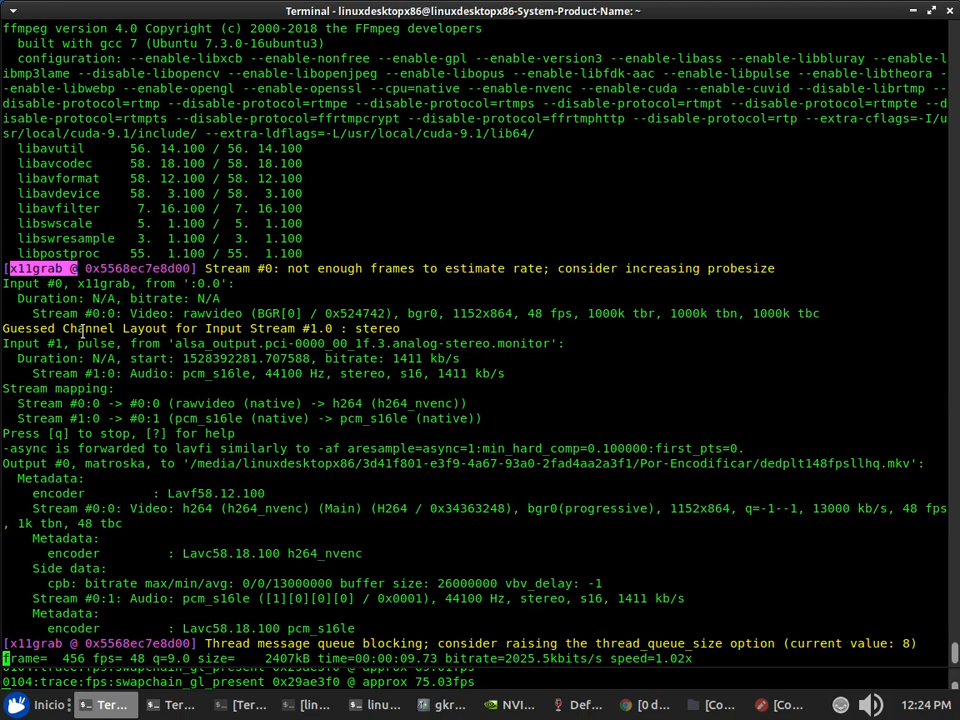 Terminal - linuxdesktopx86@linuxdesktopx86-System-Product-Name: ~
ffmpeg version 4.0 Copyright (c) 2000-2018 the FFmpeg developers
  built with gcc 7 (Ubuntu 7.3.0-16ubuntu3)
  configuration: --enable-libxcb --enable-nonfree --enable-gpl --enable-version3 --enable-libass --enable-libbluray --enable-l
ibmp3lame --disable-libopencv --enable-libopenjpeg --enable-libopus --enable-libfdk-aac --enable-libpulse --enable-libtheora -
-enable-libwebp --enable-opengl --enable-openssl --cpu=native --enable-nvenc --enable-cuda --enable-cuvid --disable-librtmp --
disable-protocol=rtmp --disable-protocol=rtmpe --disable-protocol=rtmps --disable-protocol=rtmpt --disable-protocol=rtmpte --d
isable-protocol=rtmpts --disable-protocol=ffrtmpcrypt --disable-protocol=ffrtmphttp --disable-protocol=rtp --extra-cflags=-I/u
sr/local/cuda-9.1/include/ --extra-ldflags=-L/usr/local/cuda-9.1/lib64/
  libavutil      56. 14.100 / 56. 14.100
  libavcodec     58. 18.100 / 58. 18.100
  libavformat    58. 12.100 / 58. 12.100
  libavdevice    58.  3.100 / 58.  3.100
  libavfilter     7. 16.100 /  7. 16.100
  libswscale      5.  1.100 /  5.  1.100
  libswresample   3.  1.100 /  3.  1.100
  libpostproc    55.  1.100 / 55.  1.100
[x11grab @ 0x5568ec7e8d00] Stream #0: not enough frames to estimate rate; consider increasing probesize
Input #0, x11grab, from ':0.0':
  Duration: N/A, bitrate: N/A
    Stream #0:0: Video: rawvideo (BGR[0] / 0x524742), bgr0, 1152x864, 48 fps, 1000k tbr, 1000k tbn, 1000k tbc
Guessed Channel Layout for Input Stream #1.0 : stereo
Input #1, pulse, from 'alsa_output.pci-0000_00_1f.3.analog-stereo.monitor':
  Duration: N/A, start: 1528392281.707588, bitrate: 1411 kb/s
    Stream #1:0: Audio: pcm_s16le, 44100 Hz, stereo, s16, 1411 kb/s
Stream mapping:
  Stream #0:0 -> #0:0 (rawvideo (native) -> h264 (h264_nvenc))
  Stream #1:0 -> #0:1 (pcm_s16le (native) -> pcm_s16le (native))
Press [q] to stop, [?] for help
-async is forwarded to lavfi similarly to -af aresample=async=1:min_hard_comp=0.100000:first_pts=0.
Output #0, matroska, to '/media/linuxdesktopx86/3d41f801-e3f9-4a67-93a0-2fad4aa2a3f1/Por-Encodificar/dedplt148fpsllhq.mkv':
  Metadata:
    encoder         : Lavf58.12.100
    Stream #0:0: Video: h264 (h264_nvenc) (Main) (H264 / 0x34363248), bgr0(progressive), 1152x864, q=-1--1, 13000 kb/s, 48 fps
, 1k tbn, 48 tbc
    Metadata:
      encoder         : Lavc58.18.100 h264_nvenc
    Side data:
      cpb: bitrate max/min/avg: 0/0/13000000 buffer size: 26000000 vbv_delay: -1
    Stream #0:1: Audio: pcm_s16le ([1][0][0][0] / 0x0001), 44100 Hz, stereo, s16, 1411 kb/s
    Metadata:
      encoder         : Lavc58.18.100 pcm_s16le
[x11grab @ 0x5568ec7e8d00] Thread message queue blocking; consider raising the thread_queue_size option (current value: 8)
frame=  456 fps= 48 q=9.0 size=    2407kB time=00:00:09.73 bitrate=2025.5kbits/s speed=1.02x
0104:trace:fps:swapchain_gl_present 0x29ae3f0 @ approx 75.03fps
Inicio Ter... Ter... [Ter... [lin... linu... gkr... NVI... Def... [0 d... [Co... [Co... 12:24 PM